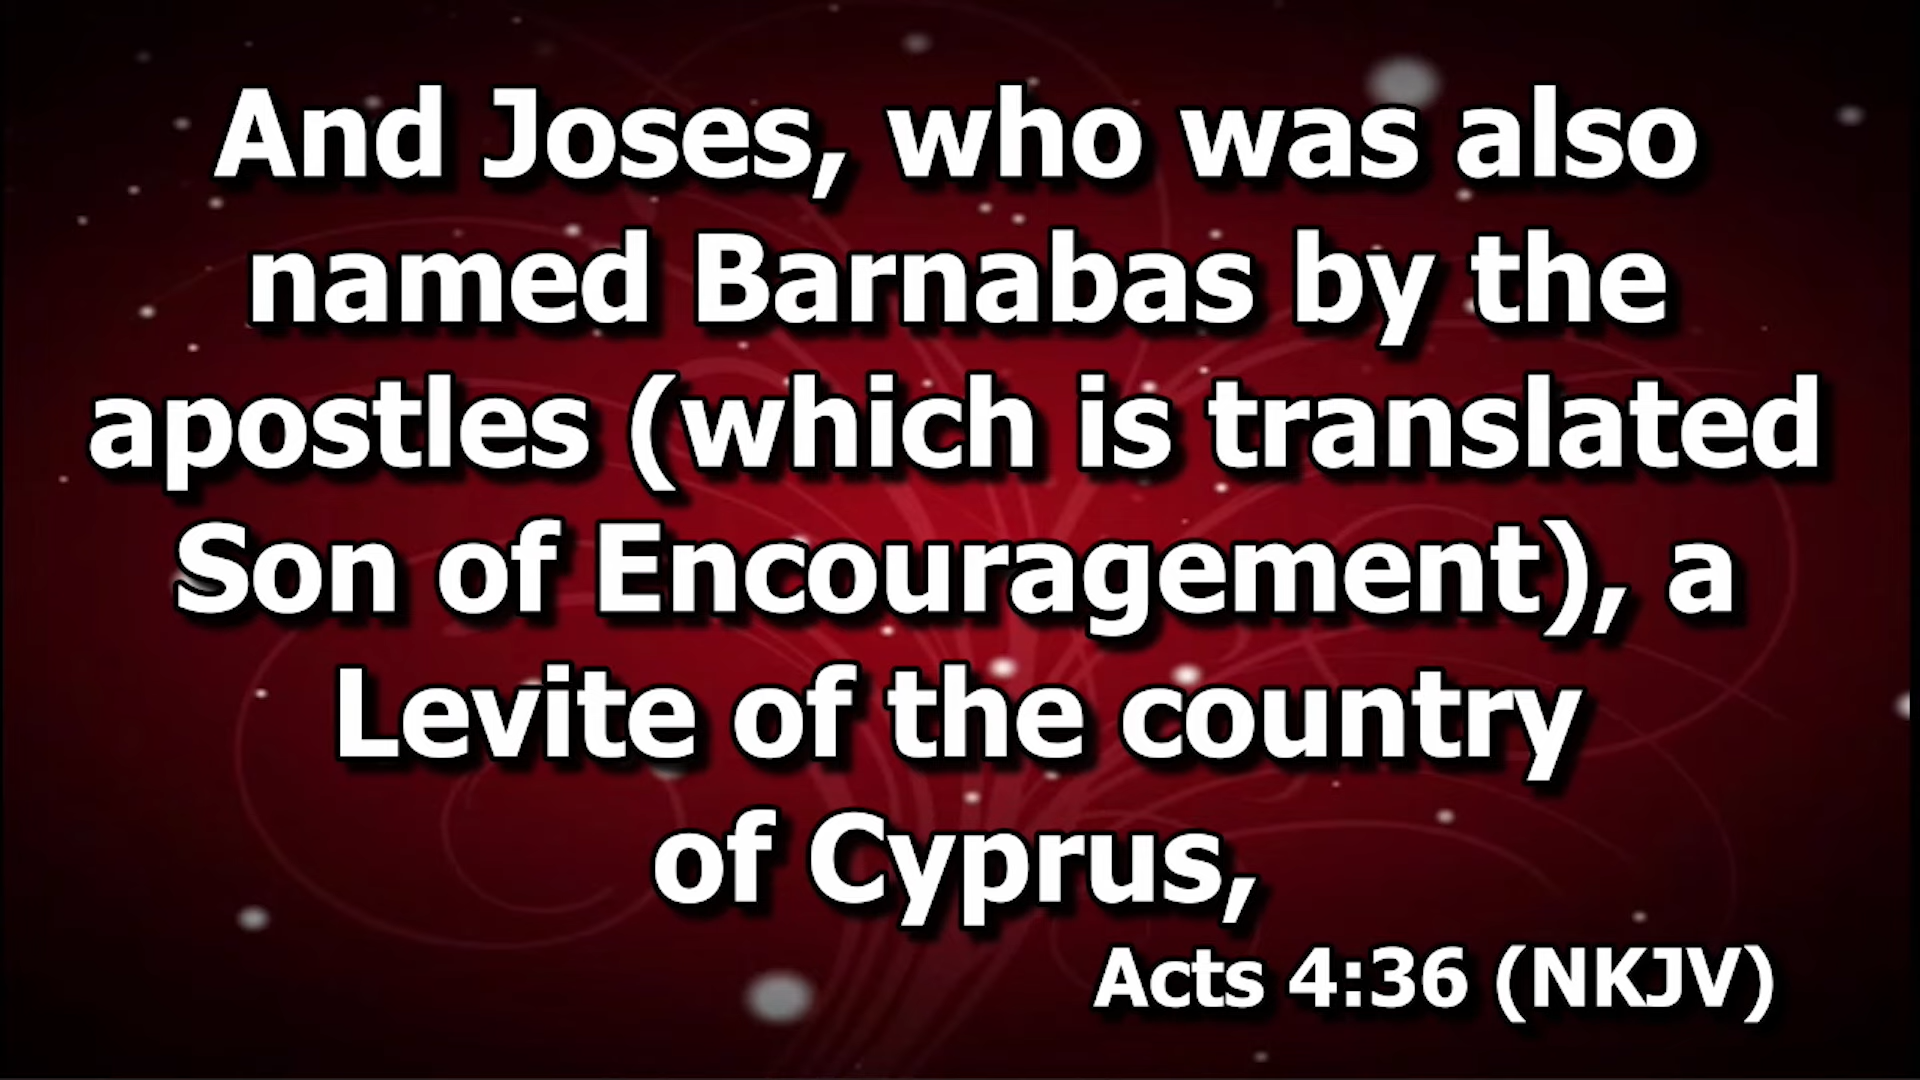 And Joses, who was also
named Barnabas by the
apostles (which is translated
Son of Encouragement), a
Levite of the country
of Cyprus,
Acts 4:36 (NKJV)